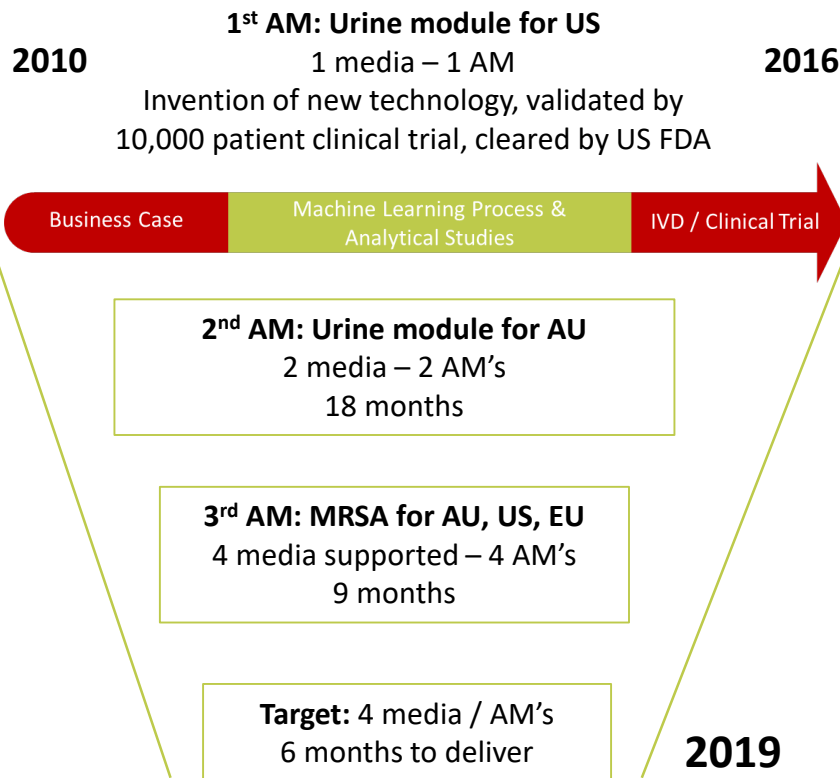 1st AM: Urine module for US
2010
1 media – 1 AM
2016
Invention of new technology, validated by
10,000 patient clinical trial, cleared by US FDA
Business Case
Machine Learning Process &
Analytical Studies
IVD / Clinical Trial
2nd AM: Urine module for AU
2 media – 2 AM’s
18 months
3rd AM: MRSA for AU, US, EU
4 media supported – 4 AM’s
9 months
Target: 4 media / AM’s
6 months to deliver
2019